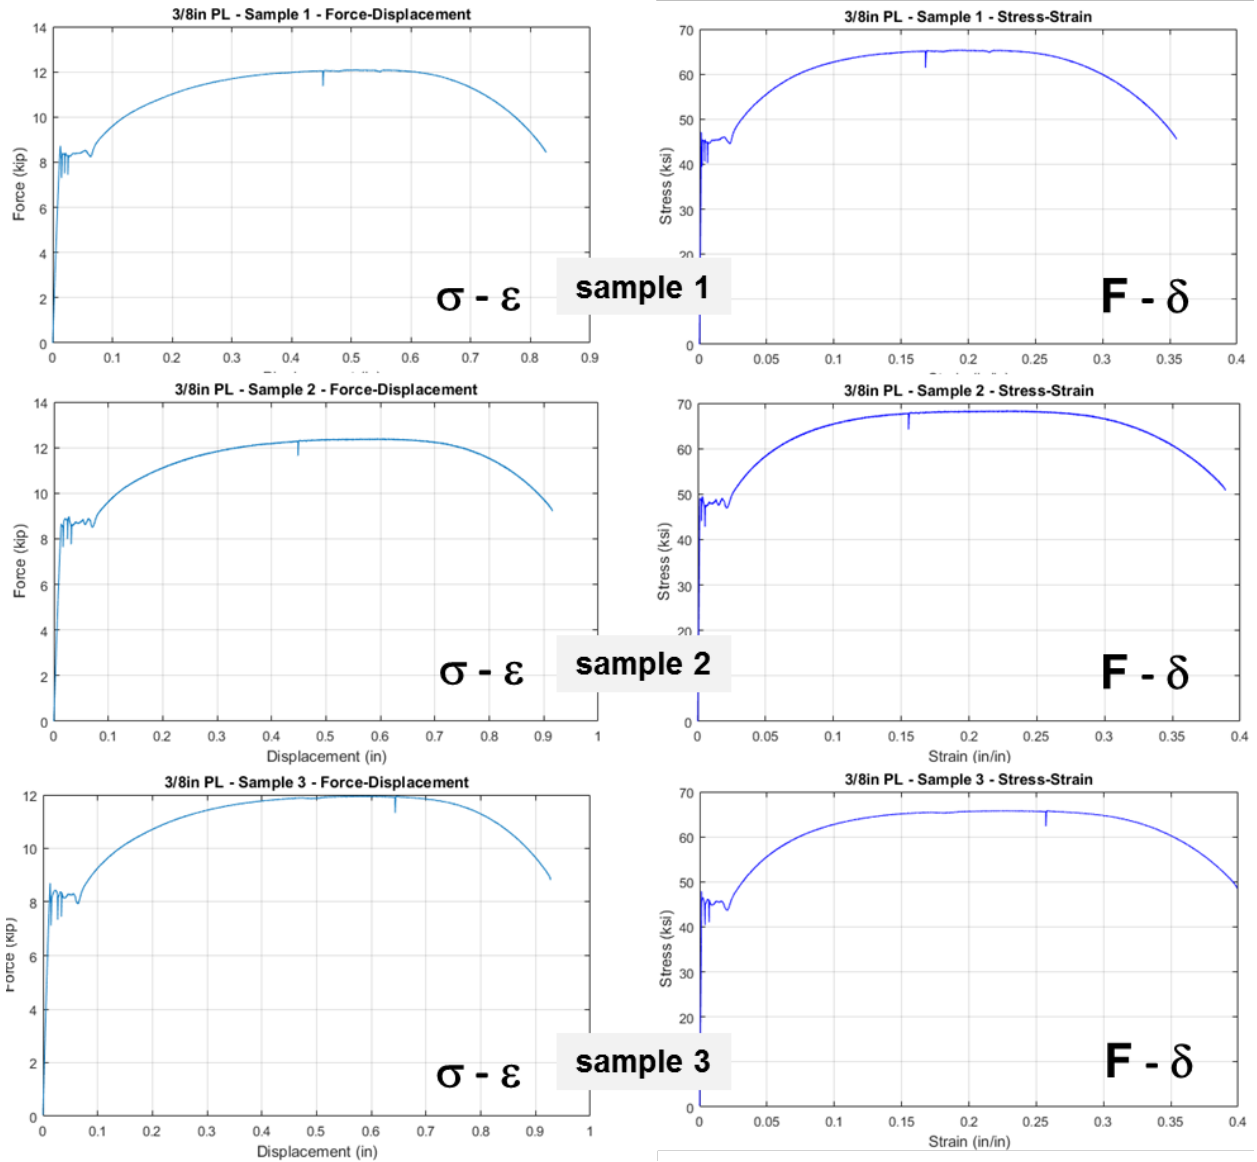 3/8in PL - Sample 1 - Force-Displacement
14
12
10
8
6
4
2
0
Force (kip)
0 0.1 0.2 0.3 0.4 0.5 0.6 0.7 0.8 0.9
σ - ε
sample 1
3/8in PL - Sample 1 - Stress-Strain
70
60
50
40
30
20
0
Stress (ksi)
0 0.05 0.1 0.15 0.2 0.25 0.3 0.35 0.4
F - δ
3/8in PL - Sample 2 - Force-Displacement
14
12
10
8
6
4
2
0
Force (kip)
0 0.1 0.2 0.3 0.4 0.5 0.6 0.7 0.8 0.9 1
Displacement (in)
σ - ε
sample 2
3/8in PL - Sample 2 - Stress-Strain
70
60
50
40
30
20
0
Stress (ksi)
0 0.05 0.1 0.15 0.2 0.25 0.3 0.35 0.4
Strain (in/in)
F - δ
3/8in PL - Sample 3 - Force-Displacement
12
10
8
6
4
2
0
Force (kip)
0 0.1 0.2 0.3 0.4 0.5 0.6 0.7 0.8 0.9 1
Displacement (in)
σ - ε
sample 3
3/8in PL - Sample 3 - Stress-Strain
70
60
50
40
30
20
0
Stress (ksi)
0 0.05 0.1 0.15 0.2 0.25 0.3 0.35 0.4
Strain (in/in)
F - δ